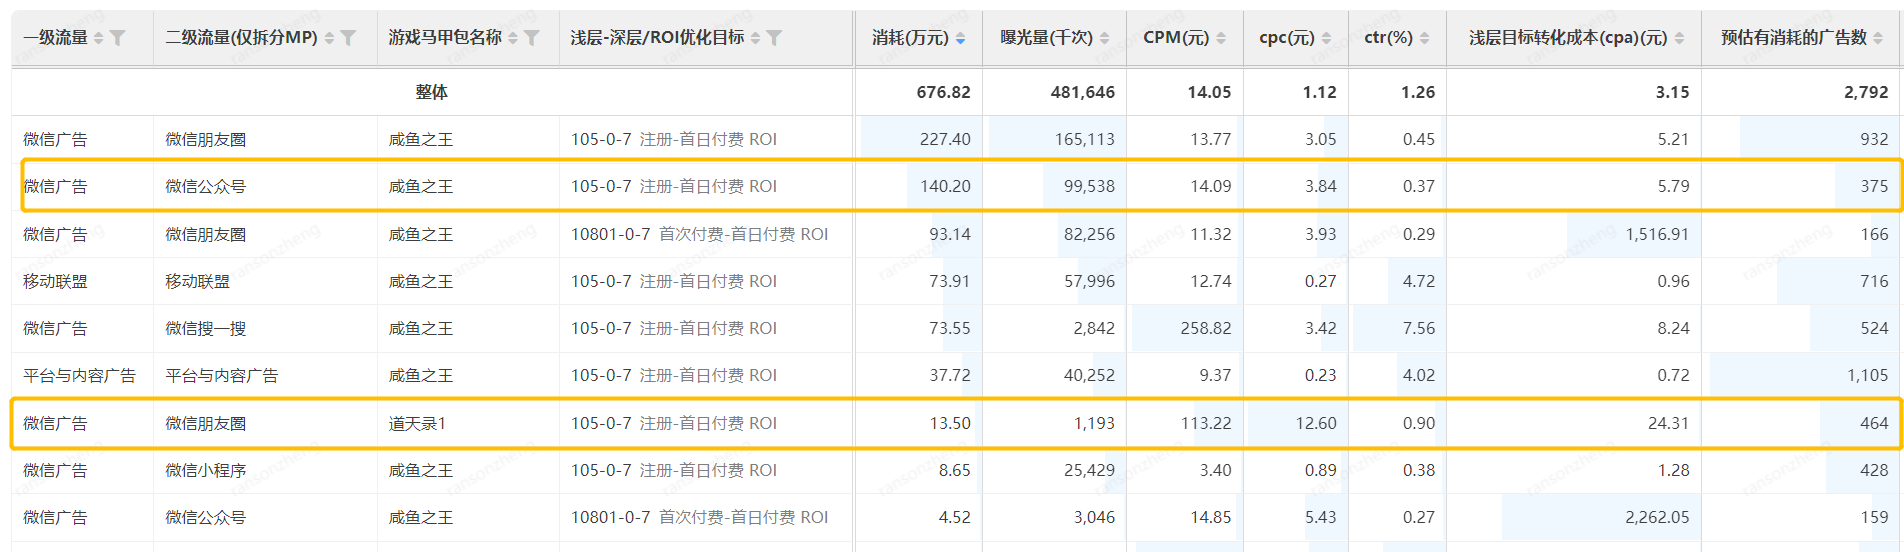 一级流量 二级流量(仅拆分MP) 游戏马甲包名称 浅层-深层/ROI优化目标 消耗(万元) 曝光量(千次) CPM(元) cpc(元) ctr(%) 浅层目标转化成本(cpa)(元) 预估有消耗的广告数
整体 676.82 481,646 14.05 1.12 1.26 3.15 2,792
微信广告 微信朋友圈 咸鱼之王 105-0-7 注册-首日付费 ROI 227.40 165,113 13.77 3.05 0.45 5.21 932
微信广告 微信公众号 咸鱼之王 105-0-7 注册-首日付费 ROI 140.20 99,538 14.09 3.84 0.37 5.79 375
微信广告 微信朋友圈 咸鱼之王 10801-0-7 首次付费-首日付费 ROI 93.14 82,256 11.32 3.93 0.29 1,516.91 166
移动联盟 移动联盟 咸鱼之王 105-0-7 注册-首日付费 ROI 73.91 57,996 12.74 0.27 4.72 0.96 716
微信广告 微信搜一搜 咸鱼之王 105-0-7 注册-首日付费 ROI 73.55 2,842 258.82 3.42 7.56 8.24 524
平台与内容广告 平台与内容广告 咸鱼之王 105-0-7 注册-首日付费 ROI 37.72 40,252 9.37 0.23 4.02 0.72 1,105
微信广告 微信朋友圈 道天录1 105-0-7 注册-首日付费 ROI 13.50 1,193 113.22 12.60 0.90 24.31 464
微信广告 微信小程序 咸鱼之王 105-0-7 注册-首日付费 ROI 8.65 25,429 3.40 0.89 0.38 1.28 428
微信广告 微信公众号 咸鱼之王 10801-0-7 首次付费-首日付费 ROI 4.52 3,046 14.85 5.43 0.27 2,262.05 159